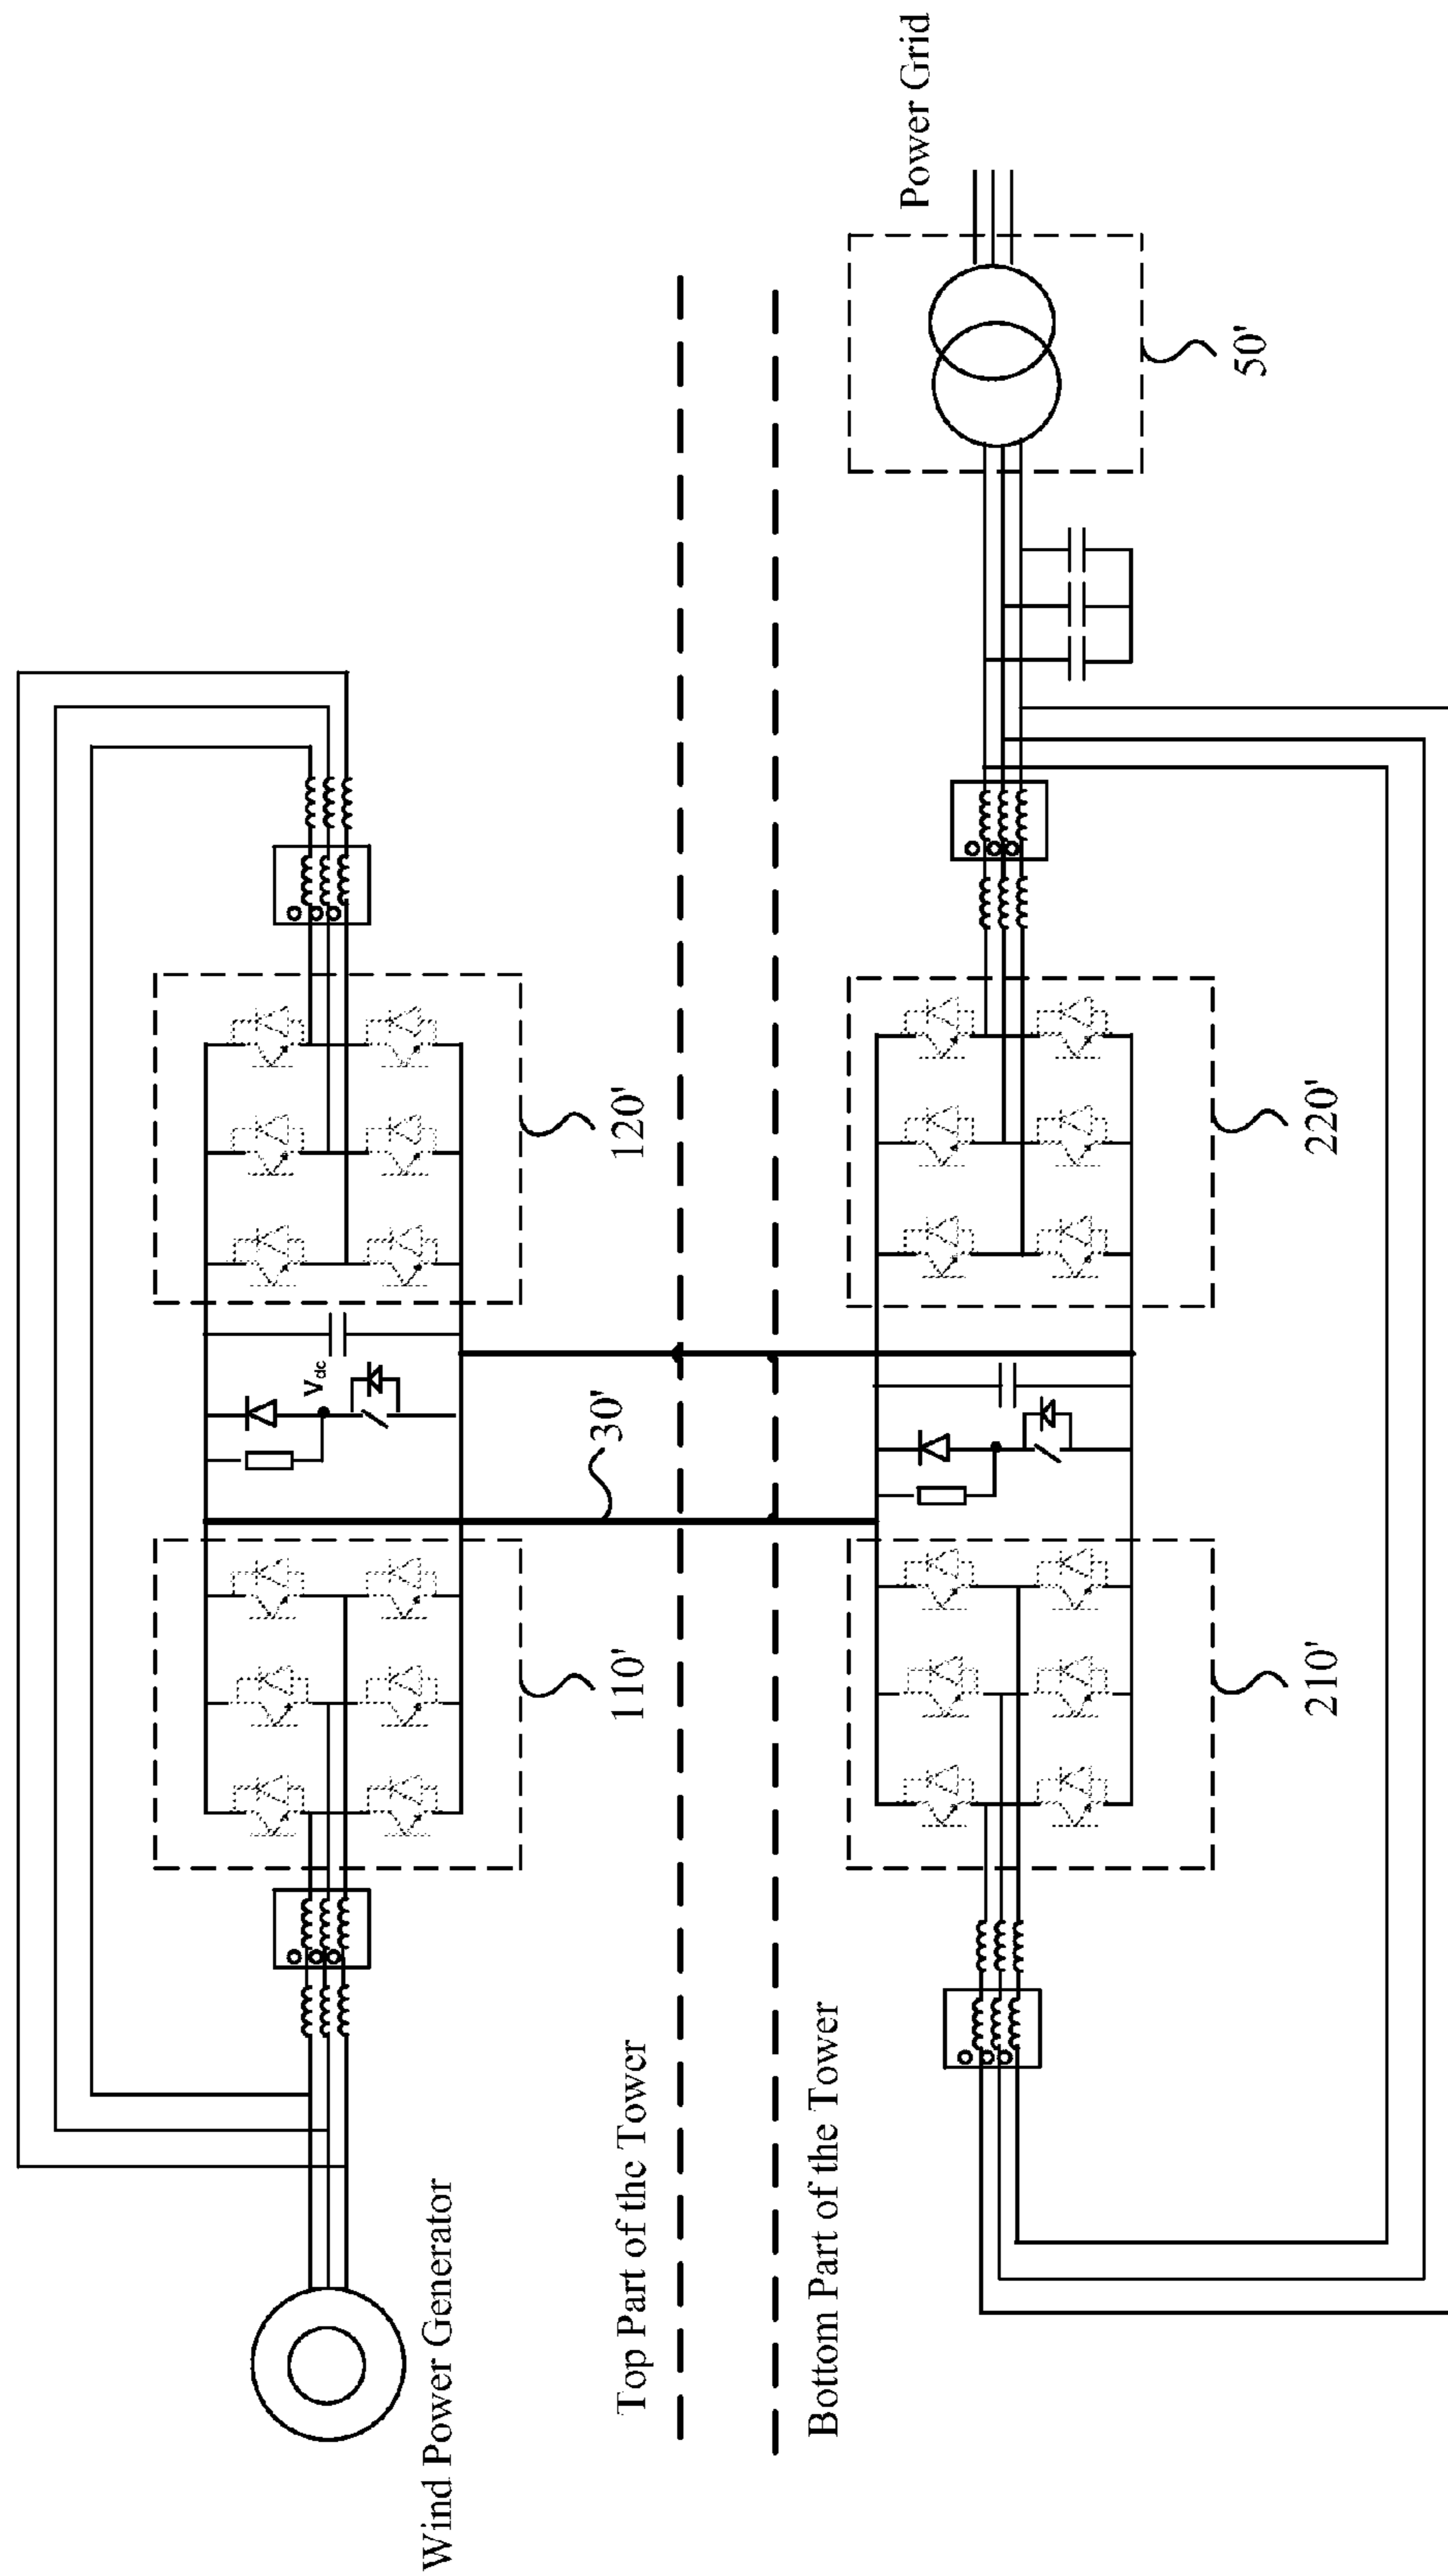 Wind Power Generator
110'
120'
V dc
30'
Top Part of the Tower
Bottom Part of the Tower
210'
220'
50'
Power Grid